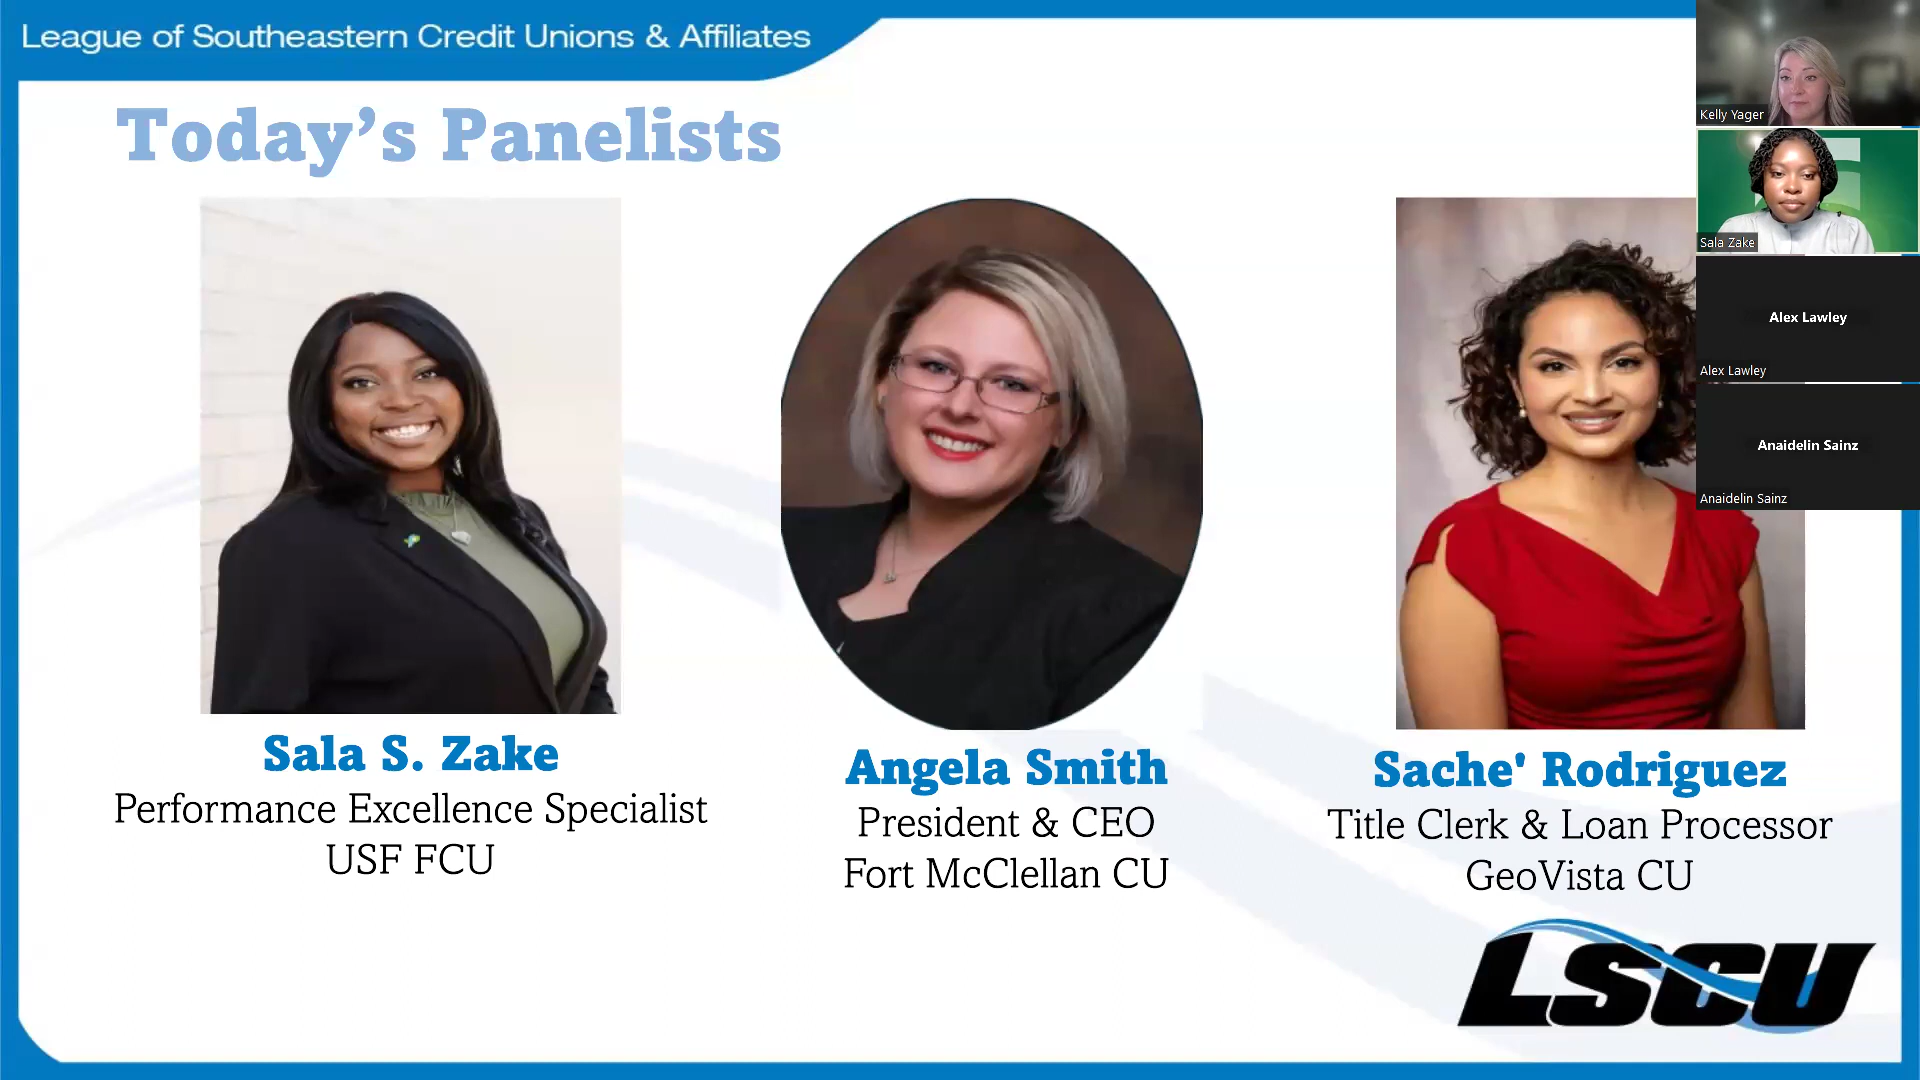 League of Southeastern Credit Unions & Affiliates
Today's Panelists
Sala S. Zake
Performance Excellence Specialist
USF FCU
Angela Smith
President & CEO
Fort McClellan CU
Sache' Rodriguez
Title Clerk & Loan Processor
GeoVista CU
LSCU
Kelly Yager
Sala Zake
Alex Lawley
Alex Lawley
Anaidelin Sainz
Anaidelin Sainz